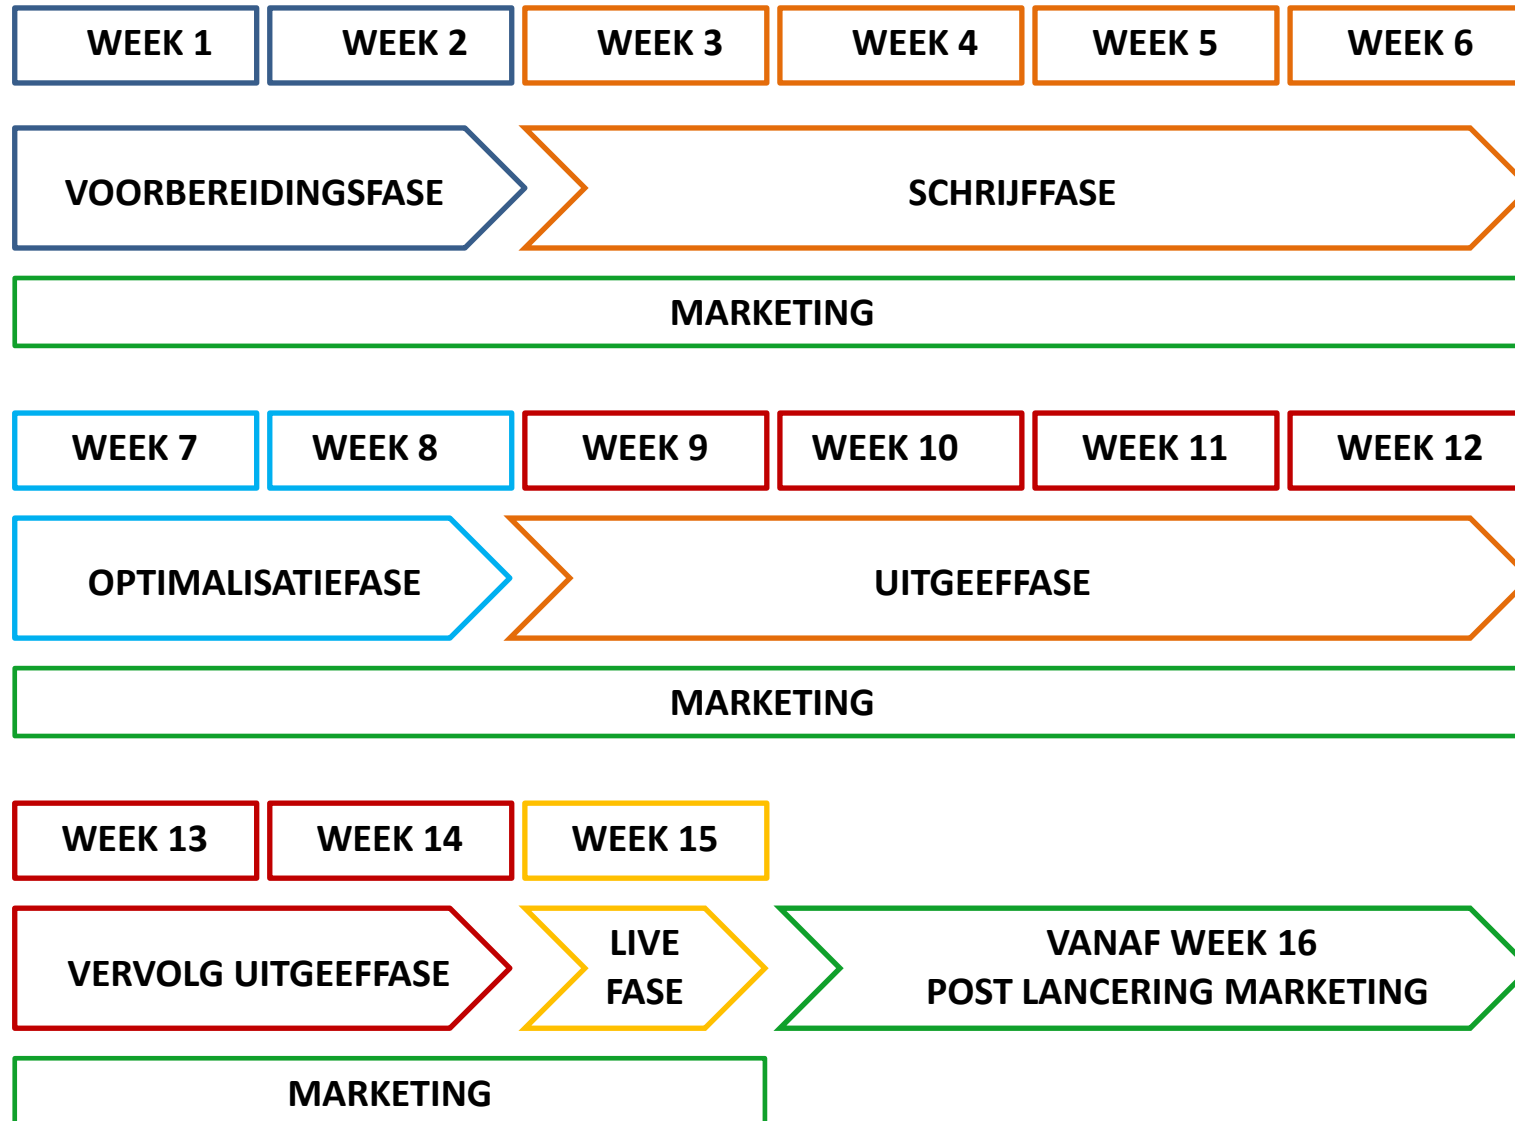 WEEK 1 WEEK 2 WEEK 3 WEEK 4 WEEK 5 WEEK 6
VOORBEREIDINGSFASE SCHRIJFFASE
MARKETING
WEEK 7 WEEK 8 WEEK 9 WEEK 10 WEEK 11 WEEK 12
OPTIMALISATIEFASE UITGEEFFASE
MARKETING
WEEK 13 WEEK 14 WEEK 15
VERVOLG UITGEEFFASE
LIVE
FASE
VANAF WEEK 16
POST LANCERING MARKETING
MARKETING